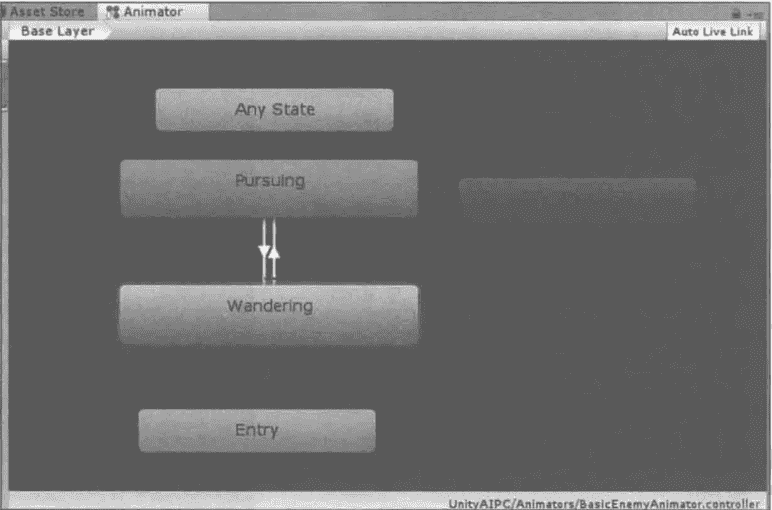 Asset Store
Animator
Base Layer
Auto Live Link
Any State
Pursuing
Wandering
Entry
UnityAIPC/Animators/BasicEnemyAnimator.controller